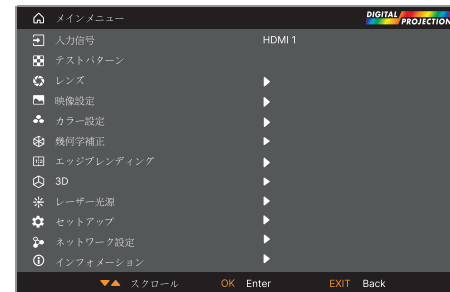 メインメニュー
DIGITAL PROJECTION
入力信号 HDMI 1
テストパターン
レンズ
映像設定
カラー設定
幾何学補正
エッジブレンディング
3D
レーザー光源
セットアップ
ネットワーク設定
インフォメーション
スクロール OK Enter EXIT Back